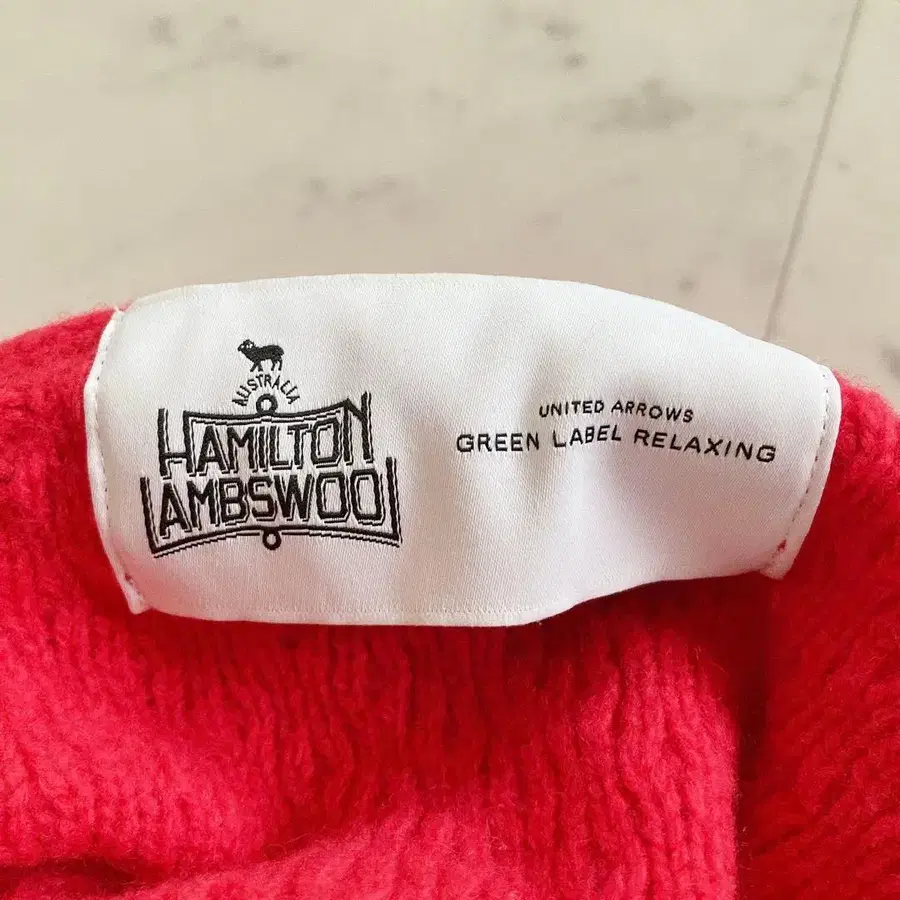 AUSTRALIA
HAMILTON
LAMBSWOOL
UNITED ARROWS
GREEN LABEL RELAXING